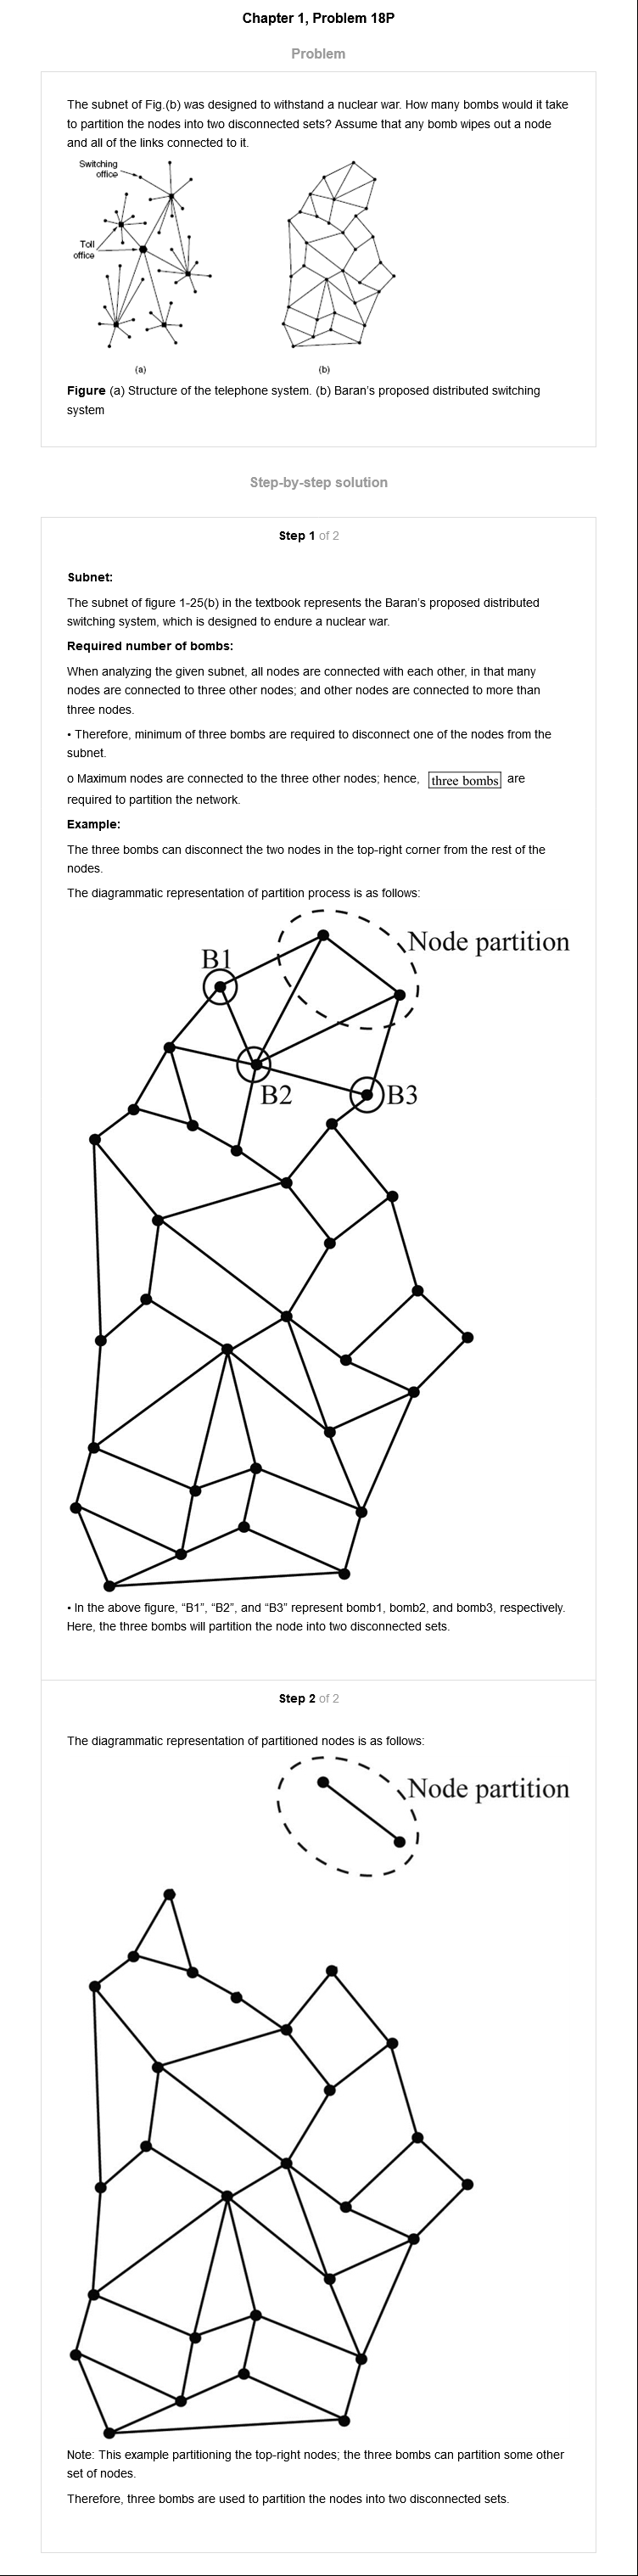 Chapter 1, Problem 18P
Problem
The subnet of Fig.(b) was designed to withstand a nuclear war. How many bombs would it take
to partition the nodes into two disconnected sets? Assume that any bomb wipes out a node
and all of the links connected to it.
Switching
office
Toll
office
(a)
(b)
Figure (a) Structure of the telephone system. (b) Baran's proposed distributed switching
system
Step-by-step solution
Step 1 of 2
Subnet:
The subnet of figure 1-25(b) in the textbook represents the Baran's proposed distributed
switching system, which is designed to endure a nuclear war.
Required number of bombs:
When analyzing the given subnet, all nodes are connected with each other, in that many
nodes are connected to three other nodes; and other nodes are connected to more than
three nodes.
• Therefore, minimum of three bombs are required to disconnect one of the nodes from the
subnet.
o Maximum nodes are connected to the three other nodes; hence, three bombs are
required to partition the network.
Example:
The three bombs can disconnect the two nodes in the top-right corner from the rest of the
nodes.
The diagrammatic representation of partition process is as follows:
Node partition
B1
B2
B3
• In the above figure, “B1”, “B2”, and “B3” represent bomb1, bomb2, and bomb3, respectively.
Here, the three bombs will partition the node into two disconnected sets.
Step 2 of 2
The diagrammatic representation of partitioned nodes is as follows:
Node partition
Note: This example partitioning the top-right nodes; the three bombs can partition some other
set of nodes.
Therefore, three bombs are used to partition the nodes into two disconnected sets.